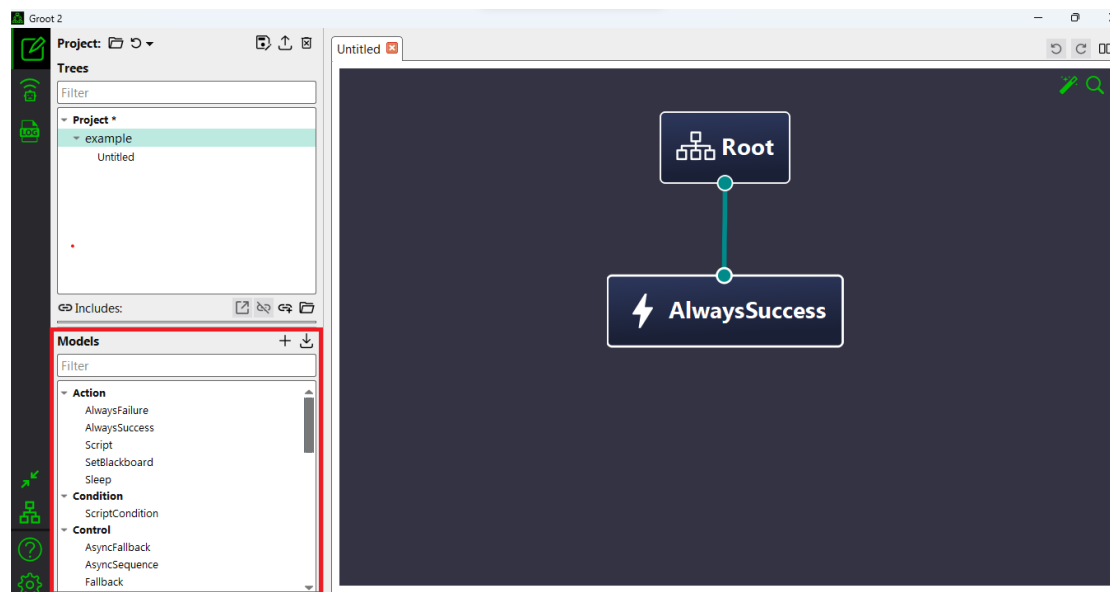 Groot 2
Project:
Trees
Filter
Project *
example
Untitled
Includes:
Models
Filter
Action
AlwaysFailure
AlwaysSuccess
Script
SetBlackboard
Sleep
Condition
ScriptCondition
Control
AsyncFallback
AsyncSequence
Fallback
LOG
Untitled
Root
AlwaysSuccess